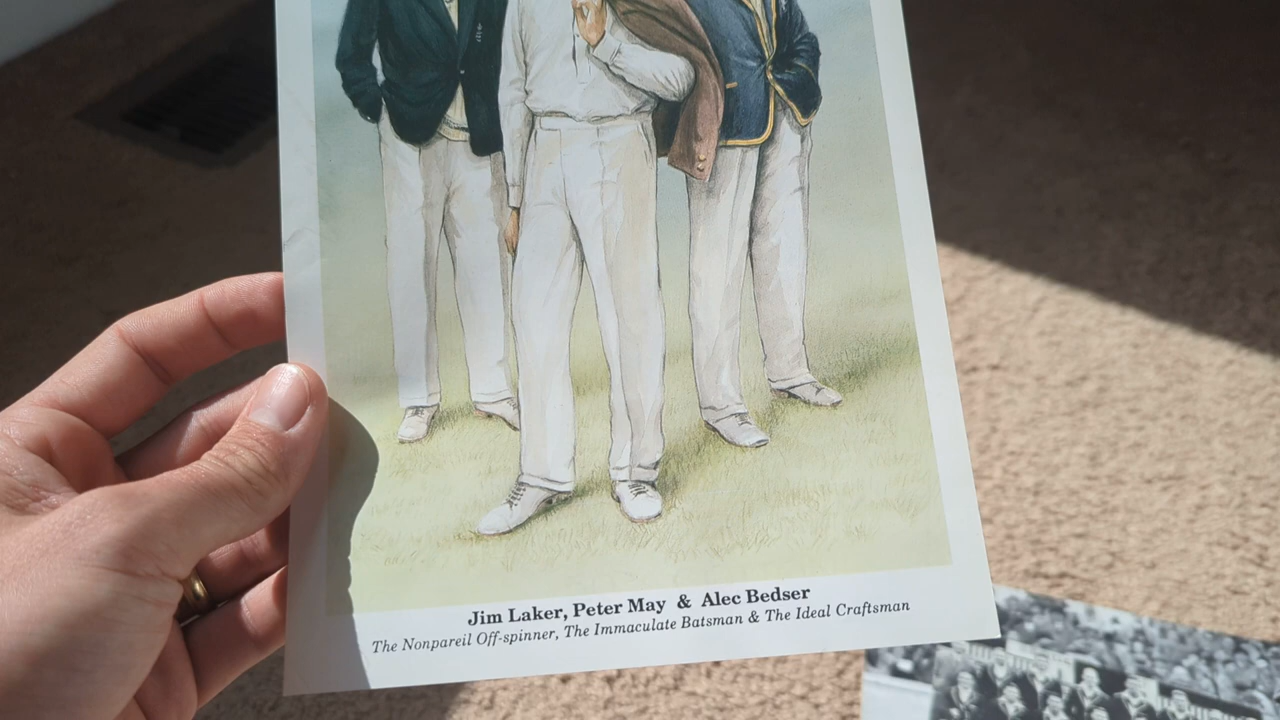 Jim Laker, Peter May & Alec Bedser
The Nonpareil Off-spinner, The Immaculate Batsman & The Ideal Craftsman